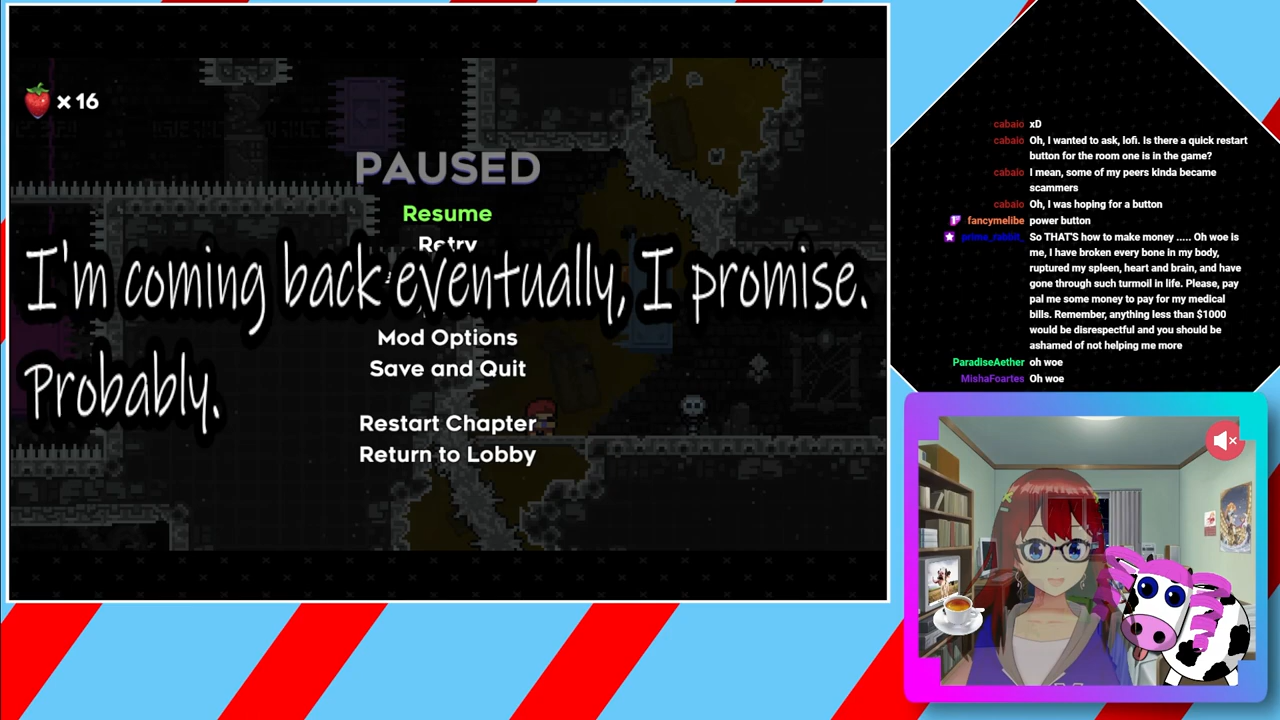 × 16
PAUSED
Resume
Retry
I'm coming back eventually, I promise.
Probably.
Mod Options
Save and Quit
Restart Chapter
Return to Lobby
cabaio xD
cabaio Oh, I wanted to ask, lofi. Is there a quick restart
button for the room one is in the game?
cabaio I mean, some of my peers kinda became
scammers
cabaio Oh, I was hoping for a button
fancymelibe power button
prime_rabbit_ So THAT'S how to make money ..... Oh woe is
me, I have broken every bone in my body,
ruptured my spleen, heart and brain, and have
gone through such turmoil in life. Please, pay
pal me some money to pay for my medical
bills. Remember, anything less than $1000
would be disrespectful and you should be
ashamed of not helping me more
ParadiseAether oh woe
MishaFoartes Oh woe